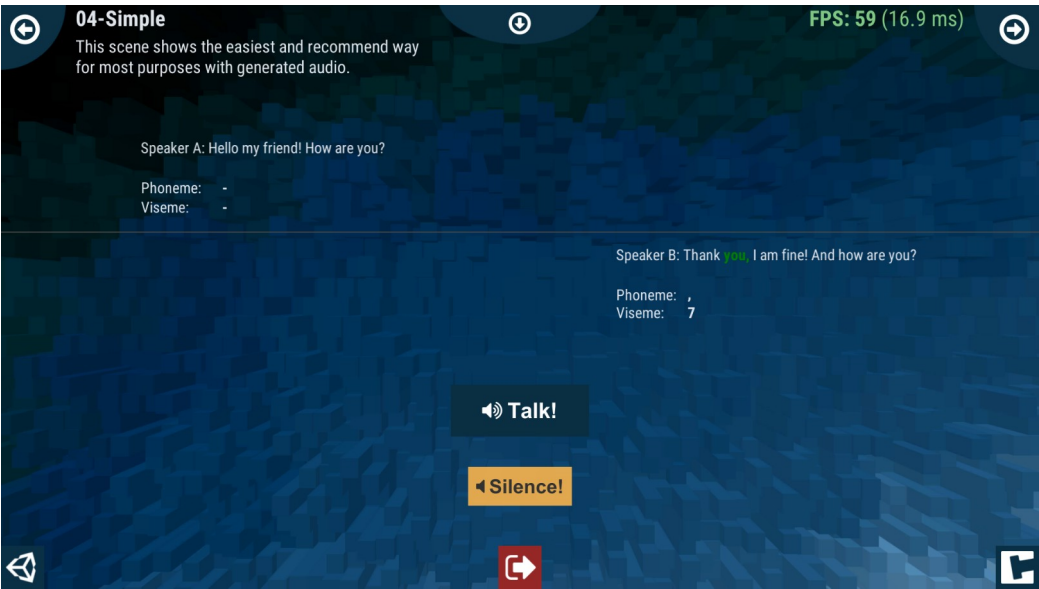 04-Simple
FPS: 59 (16.9 ms)
This scene shows the easiest and recommend way
for most purposes with generated audio.
Speaker A: Hello my friend! How are you?
Phoneme: -
Viseme: -
Speaker B: Thank you, I am fine! And how are you?
Phoneme: ,
Viseme: 7
Talk!
Silence!